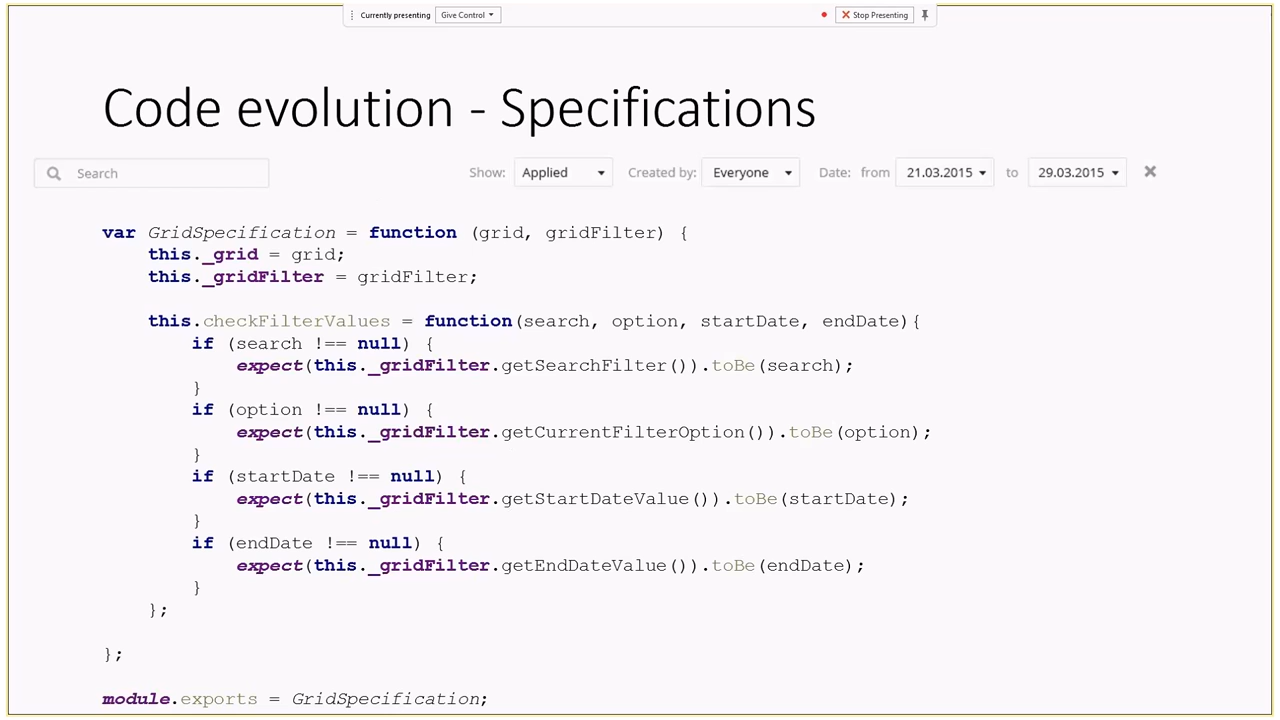 Currently presenting Give Control Stop Presenting
Code evolution - Specifications
Search Show: Applied Created by: Everyone Date: from 21.03.2015 to 29.03.2015
var GridSpecification = function (grid, gridFilter) {
this._grid = grid;
this._gridFilter = gridFilter;
this.checkFilterValues = function(search, option, startDate, endDate){
if (search !== null) {
expect(this._gridFilter.getSearchFilter()).toBe(search);
}
if (option !== null) {
expect(this._gridFilter.getCurrentFilterOption()).toBe(option);
}
if (startDate !== null) {
expect(this._gridFilter.getStartDateValue()).toBe(startDate);
}
if (endDate !== null) {
expect(this._gridFilter.getEndDateValue()).toBe(endDate);
}
};
};
module.exports = GridSpecification;